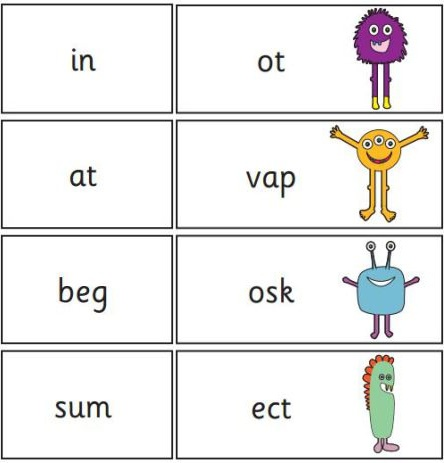 in ot
at vap
beg osk
sum ect